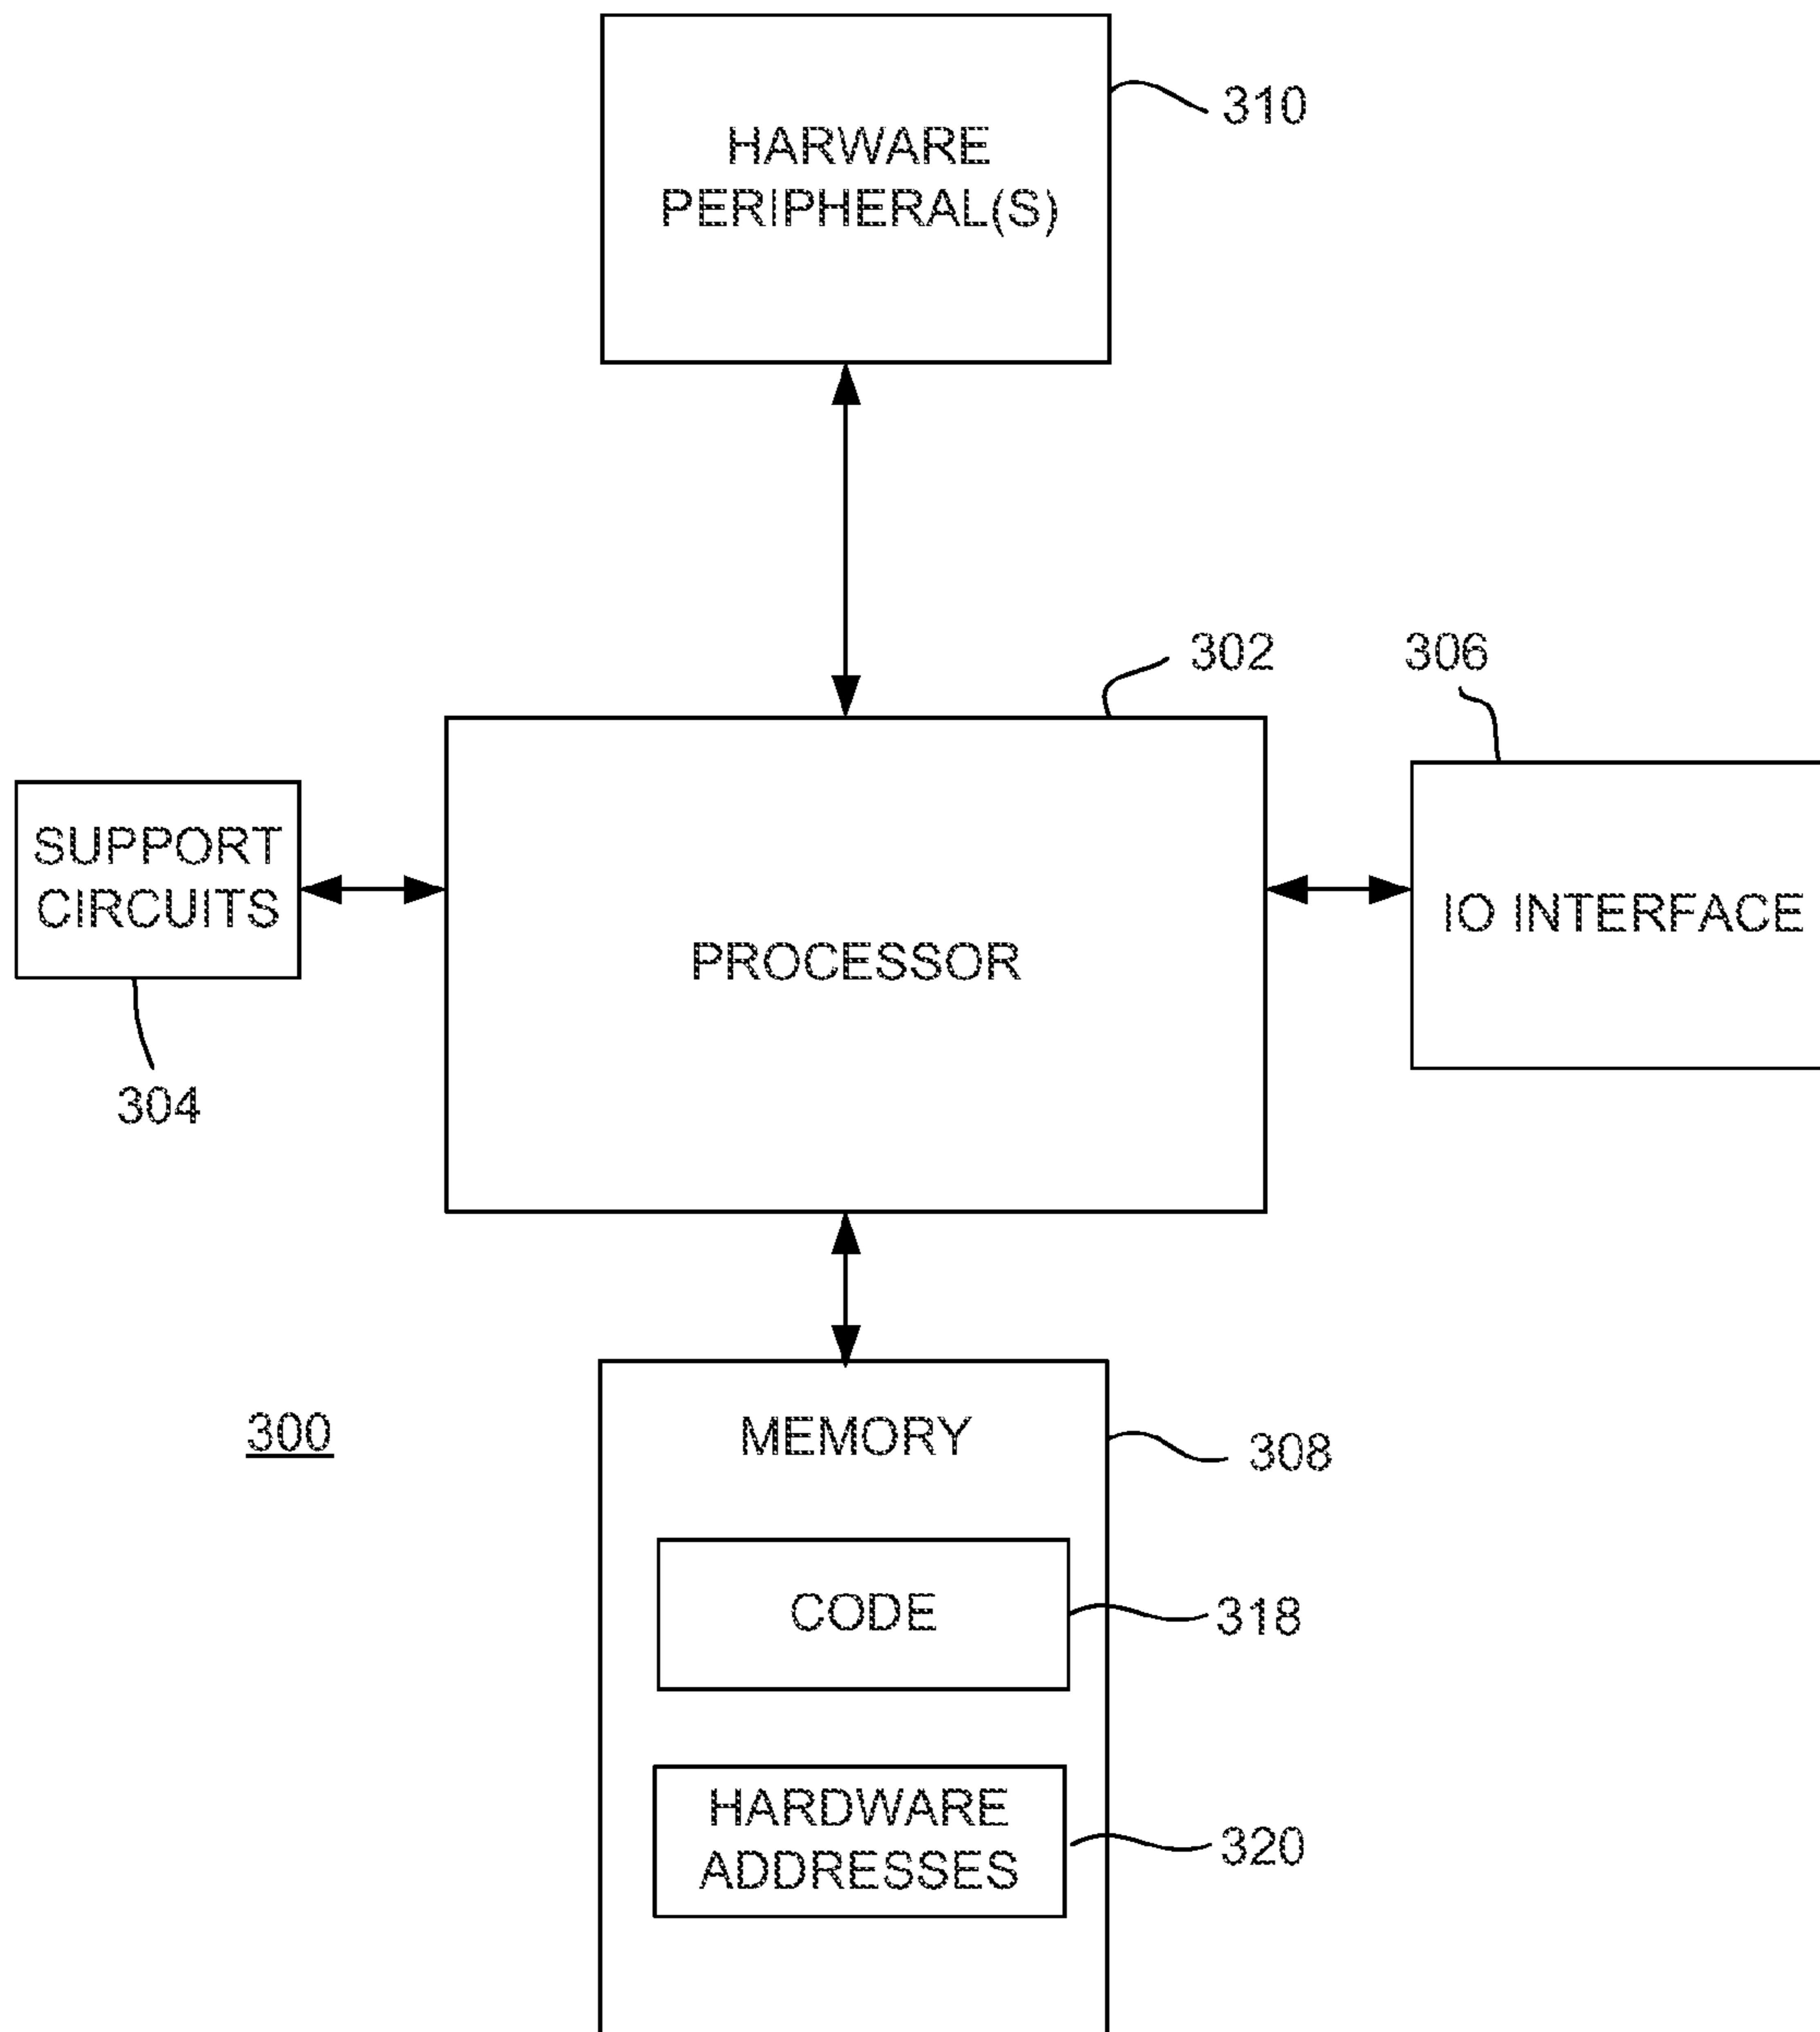 HARWARE
PERIPHERAL(S)
310
302
306
SUPPORT
CIRCUITS
PROCESSOR
IO INTERFACE
304
300
MEMORY
308
CODE
318
HARDWARE
ADDRESSES
320